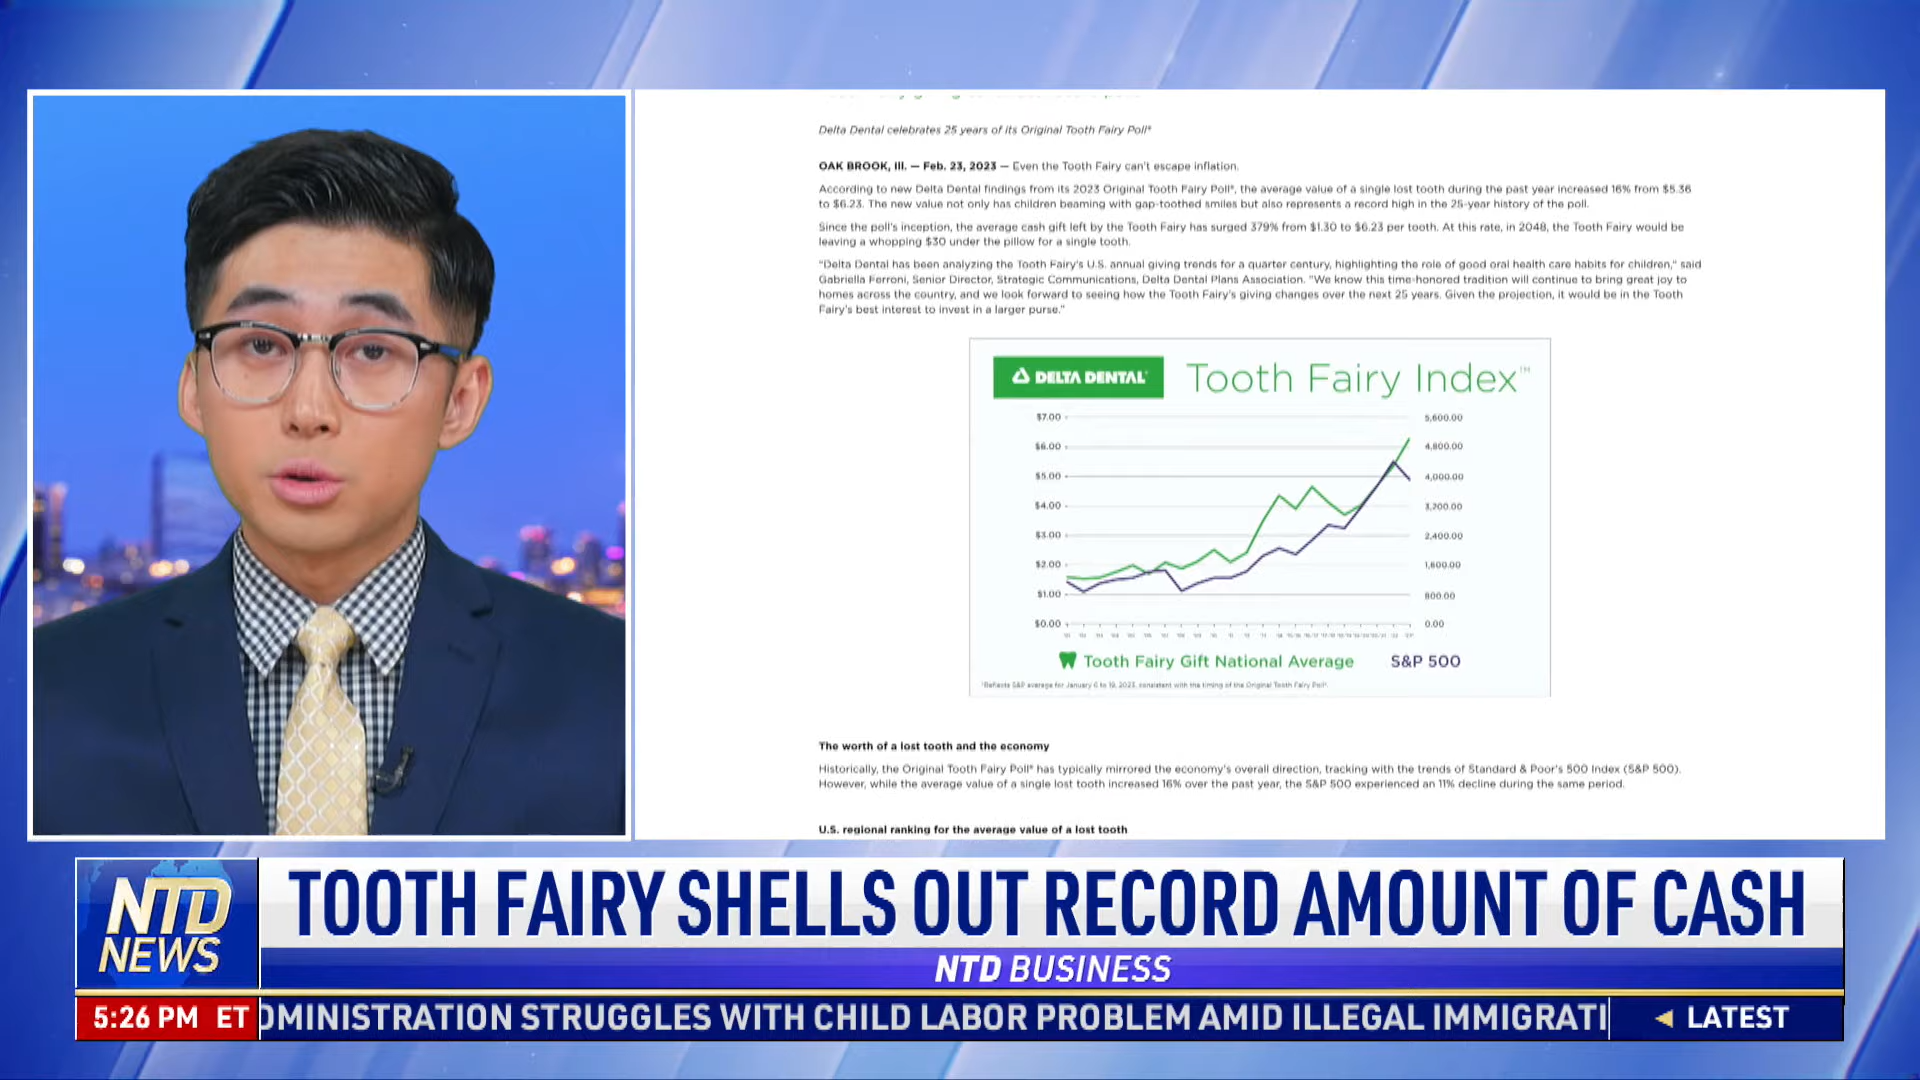 Delta Dental celebrates 25 years of its Original Tooth Fairy Poll®
OAK BROOK, Ill. — Feb. 23, 2023 — Even the Tooth Fairy can't escape inflation.
According to new Delta Dental findings from its 2023 Original Tooth Fairy Poll®, the average value of a single lost tooth during the past year increased 16% from $5.36
to $6.23. The new value not only has children beaming with gap-toothed smiles but also represents a record high in the 25-year history of the poll.
Since the poll's inception, the average cash gift left by the Tooth Fairy has surged 379% from $1.30 to $6.23 per tooth. At this rate, in 2048, the Tooth Fairy would be
leaving a whopping $30 under the pillow for a single tooth.
"Delta Dental has been analyzing the Tooth Fairy's U.S. annual giving trends for a quarter century, highlighting the role of good oral health care habits for children," said
Gabriella Ferroni, Senior Director, Strategic Communications, Delta Dental Plans Association. "We know this time-honored tradition will continue to bring great joy to
homes across the country, and we look forward to seeing how the Tooth Fairy's giving changes over the next 25 years. Given the projection, it would be in the Tooth
Fairy's best interest to invest in a larger purse."
DELTA DENTAL® Tooth Fairy Index™
$7.00 5,600.00
$6.00 4,800.00
$5.00 4,000.00
$4.00 3,200.00
$3.00 2,400.00
$2.00 1,600.00
$1.00 800.00
$0.00 0.00
Tooth Fairy Gift National Average S&P 500
*Reflects S&P average for January 6 to 19, 2023, consistent with the timing of the Original Tooth Fairy Poll®.
The worth of a lost tooth and the economy
Historically, the Original Tooth Fairy Poll® has typically mirrored the economy's overall direction, tracking with the trends of Standard & Poor's 500 Index (S&P 500).
However, while the average value of a single lost tooth increased 16% over the past year, the S&P 500 experienced an 11% decline during the same period.
U.S. regional ranking for the average value of a lost tooth
NTD
NEWS
TOOTH FAIRY SHELLS OUT RECORD AMOUNT OF CASH
NTD BUSINESS
5:26 PM ET DMINISTRATION STRUGGLES WITH CHILD LABOR PROBLEM AMID ILLEGAL IMMIGRATI LATEST